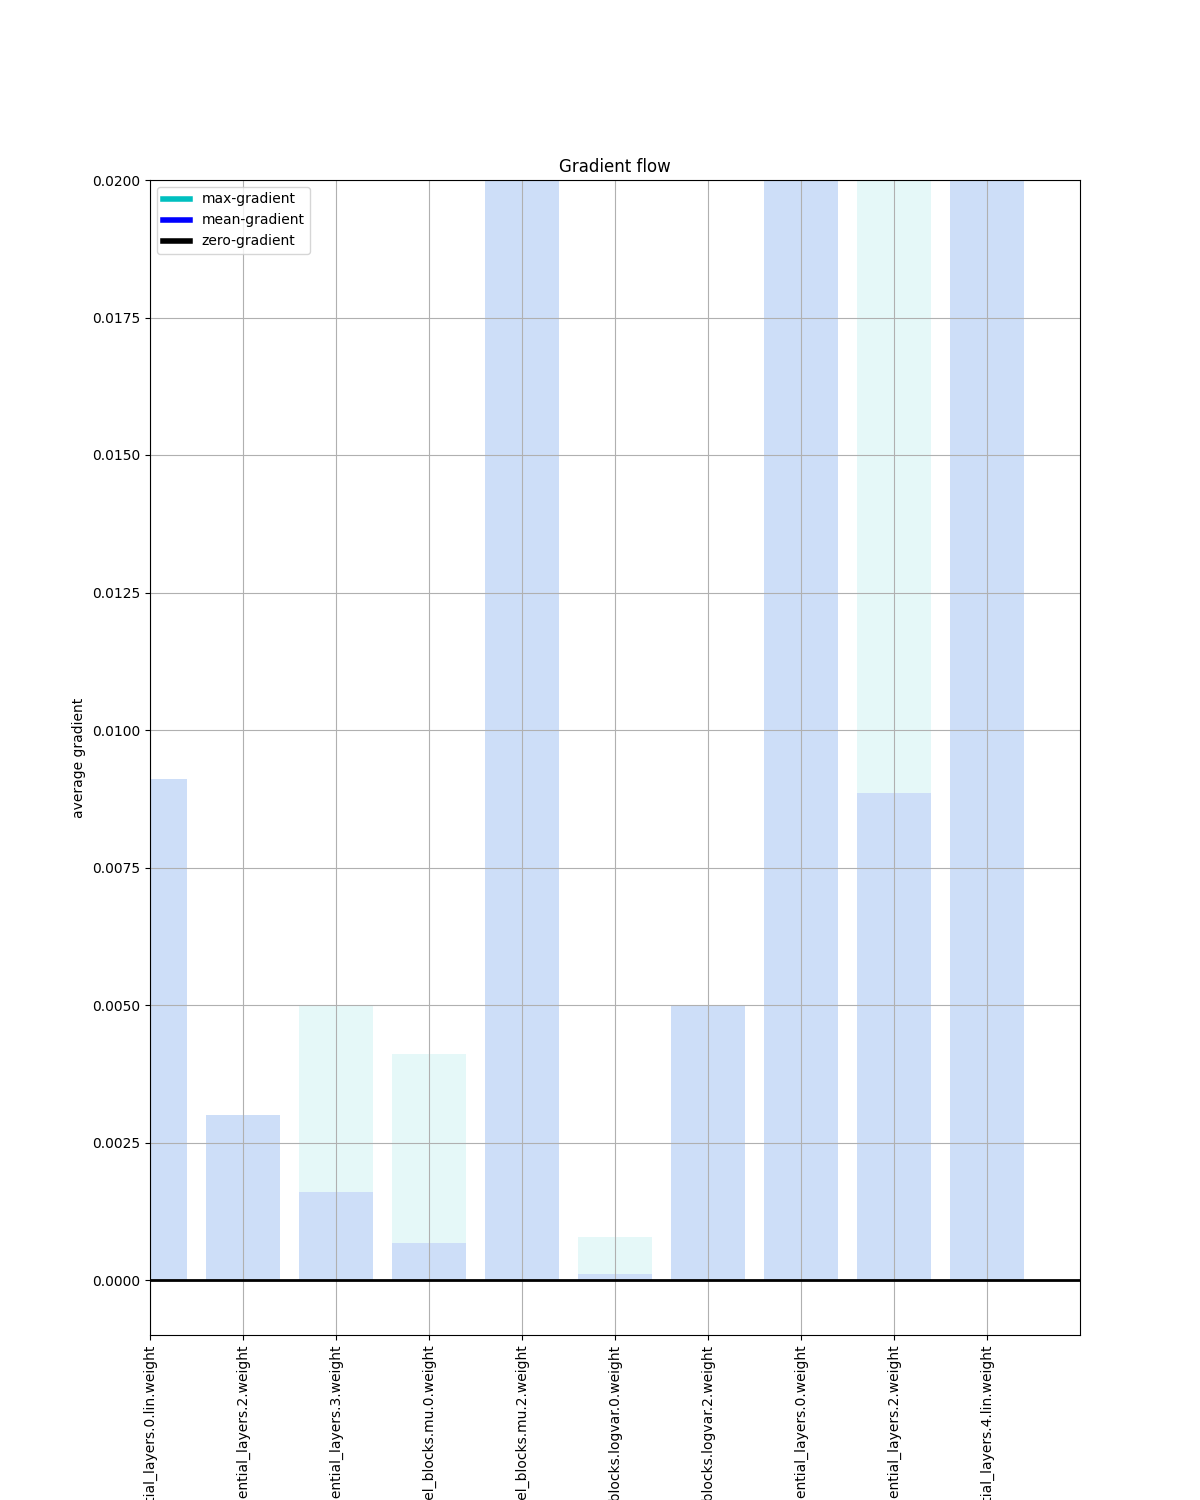 Gradient flow
max-gradient
mean-gradient
zero-gradient
0.0200
0.0175
0.0150
0.0125
0.0100
0.0075
0.0050
0.0025
0.0000
average gradient
tial_layers.0.lin.weight
ential_layers.2.weight
ential_layers.3.weight
el_blocks.mu.0.weight
el_blocks.mu.2.weight
blocks.logvar.0.weight
blocks.logvar.2.weight
ential_layers.0.weight
ential_layers.2.weight
tial_layers.4.lin.weight